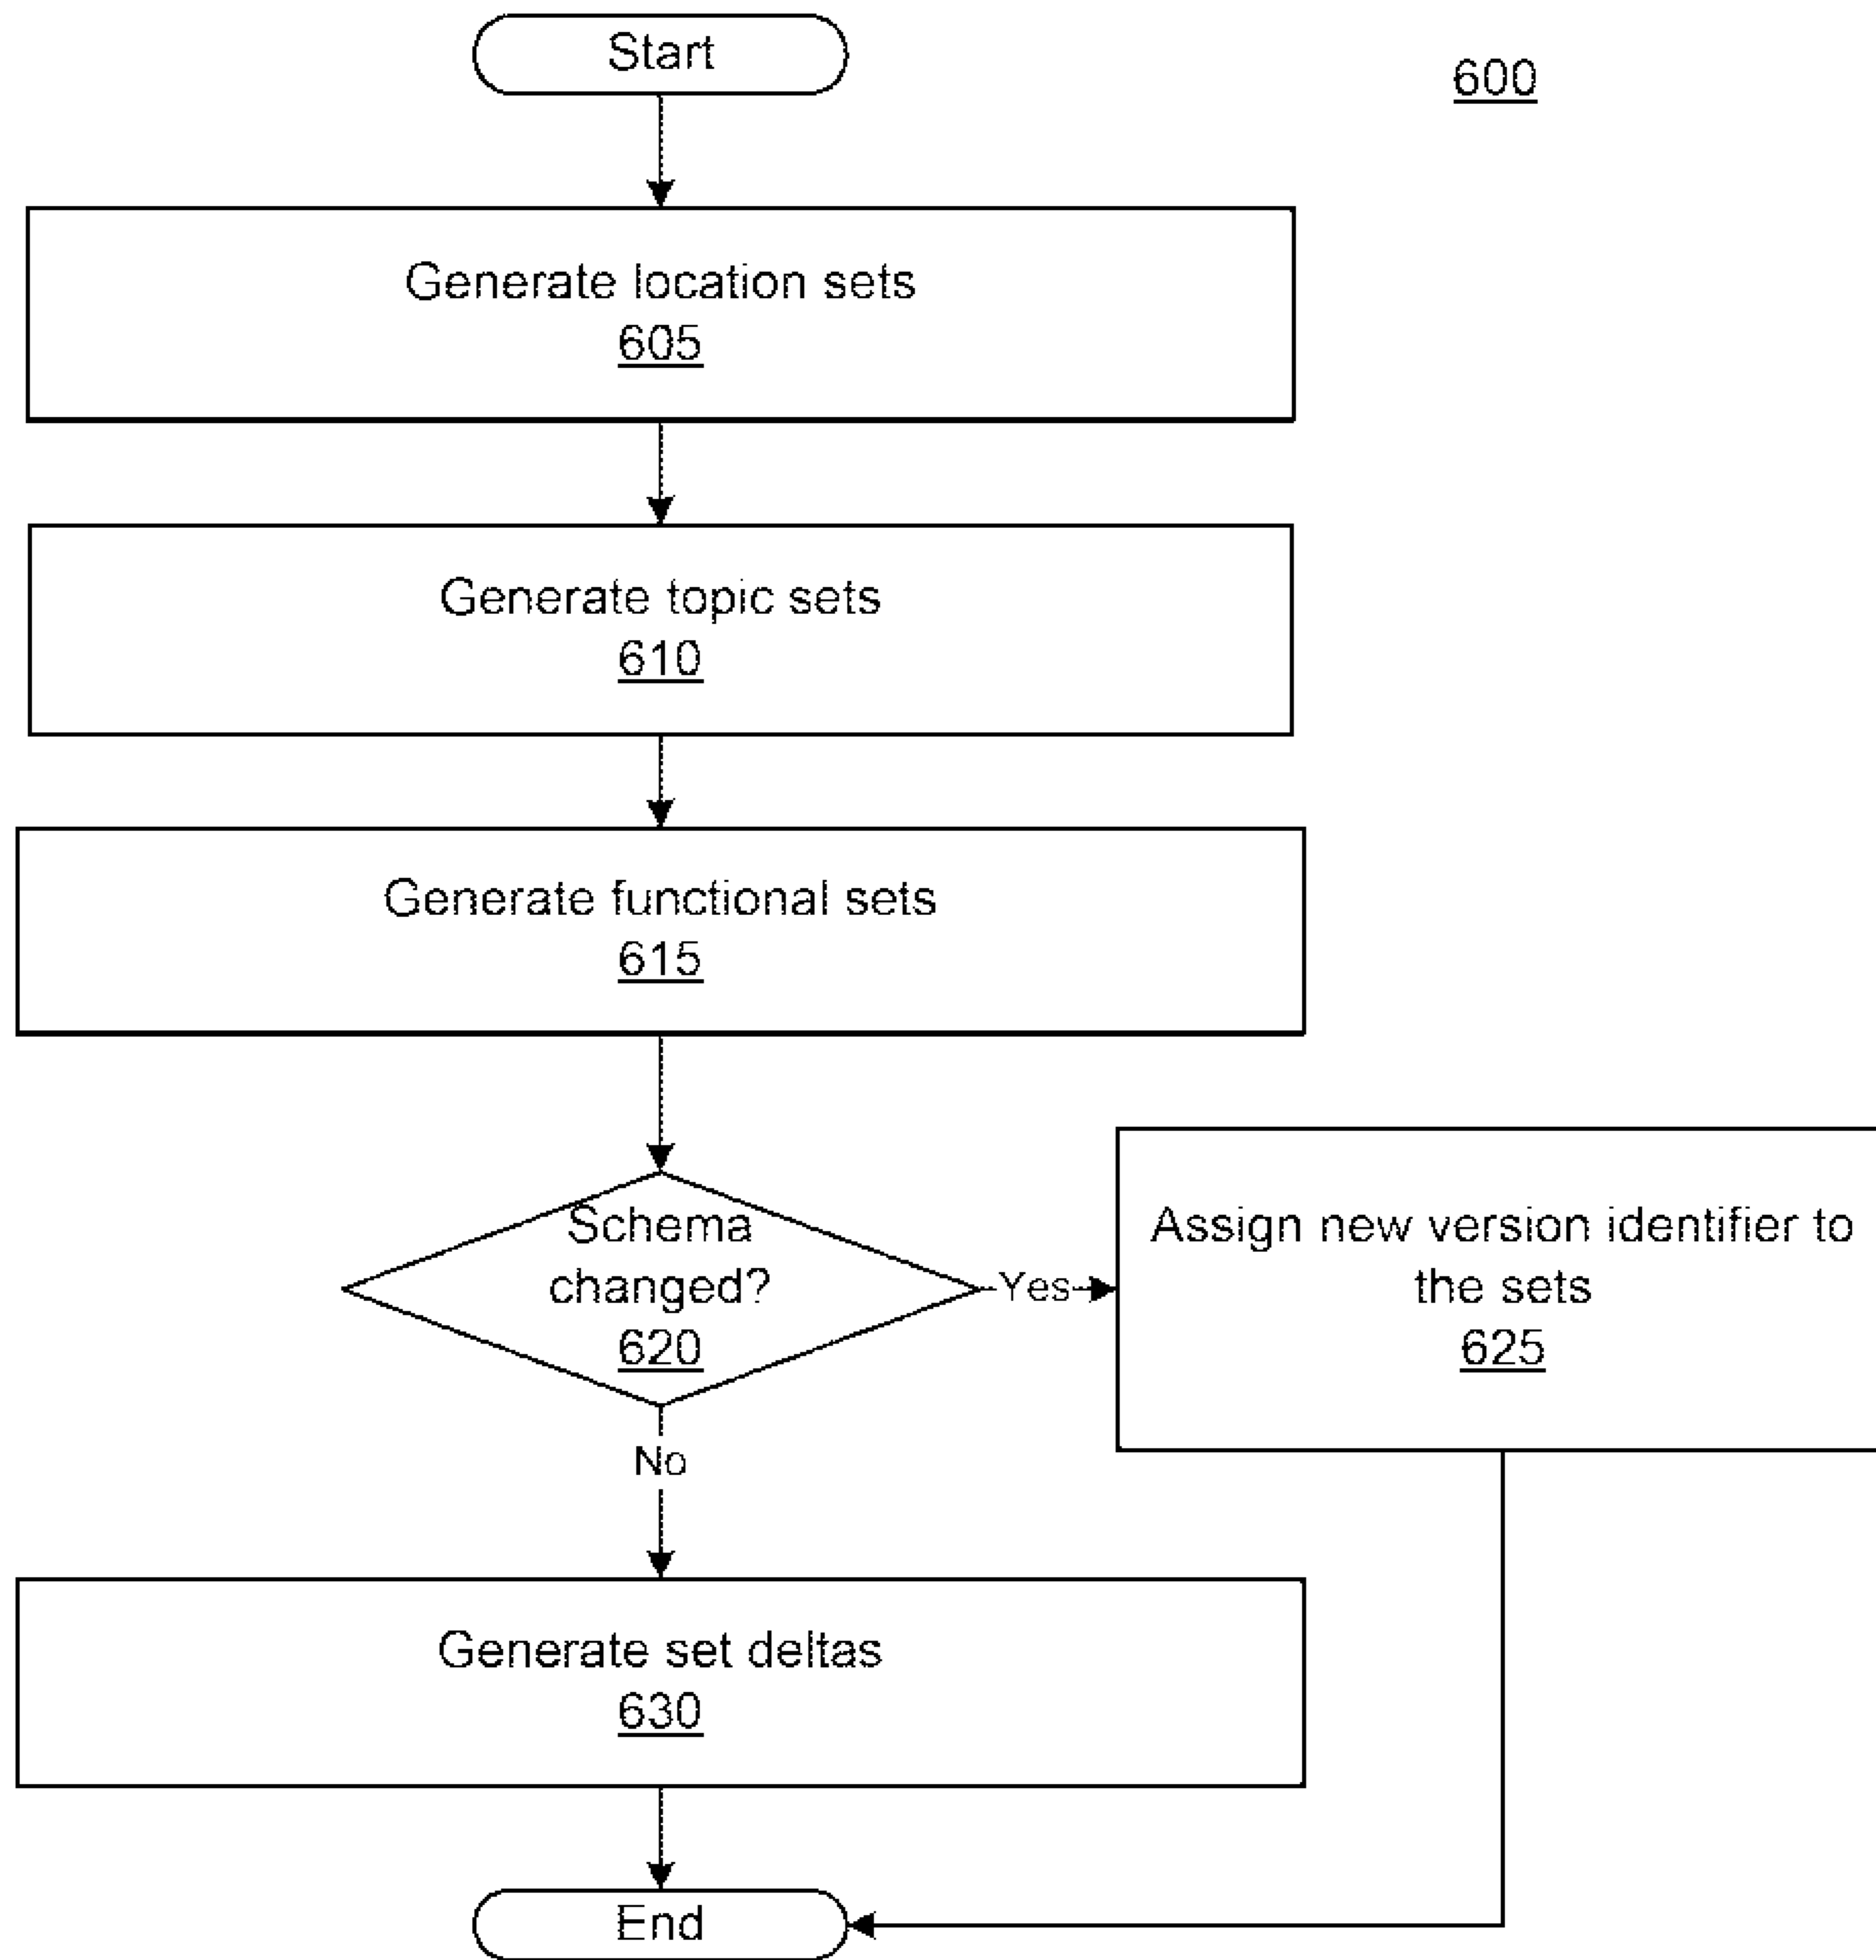 Start
600
Generate location sets
605
Generate topic sets
610
Generate functional sets
615
Schema
changed?
620
Yes
Assign new version identifier to
the sets
625
No
Generate set deltas
630
End